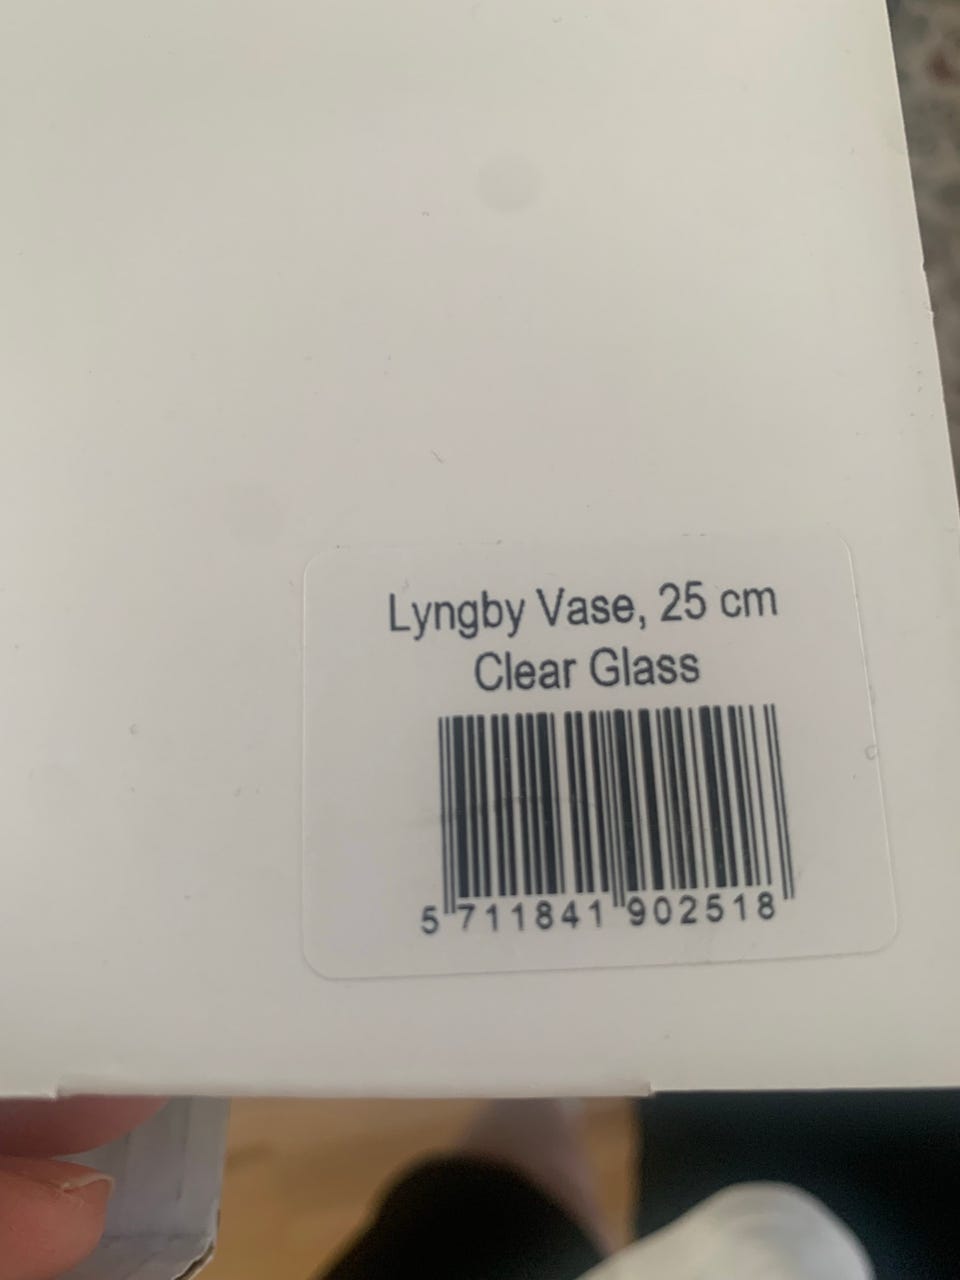 Lyngby Vase, 25 cm
Clear Glass
5 711841 902518